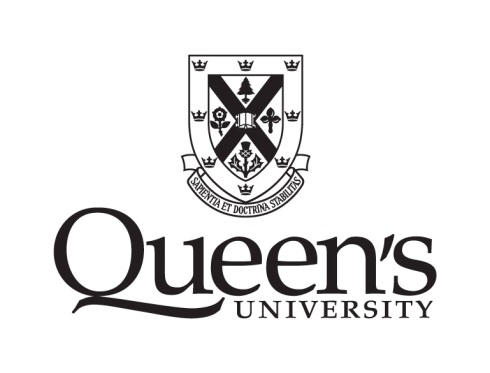 SAPIENTIA ET DOCTRINA STABILITAS
Queen's
UNIVERSITY